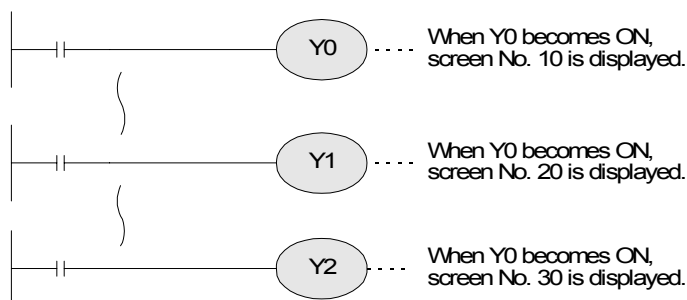 Y0
When Y0 becomes ON,
screen No. 10 is displayed.
Y1
When Y0 becomes ON,
screen No. 20 is displayed.
Y2
When Y0 becomes ON,
screen No. 30 is displayed.